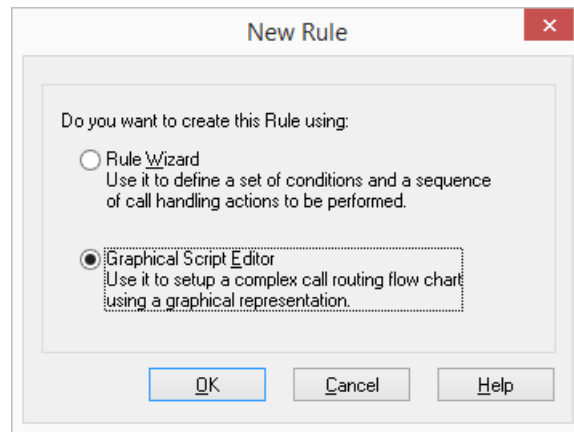 New Rule
Do you want to create this Rule using:
Rule Wizard
Use it to define a set of conditions and a sequence
of call handling actions to be performed.
Graphical Script Editor
Use it to setup a complex call routing flow chart
using a graphical representation.
OK Cancel Help